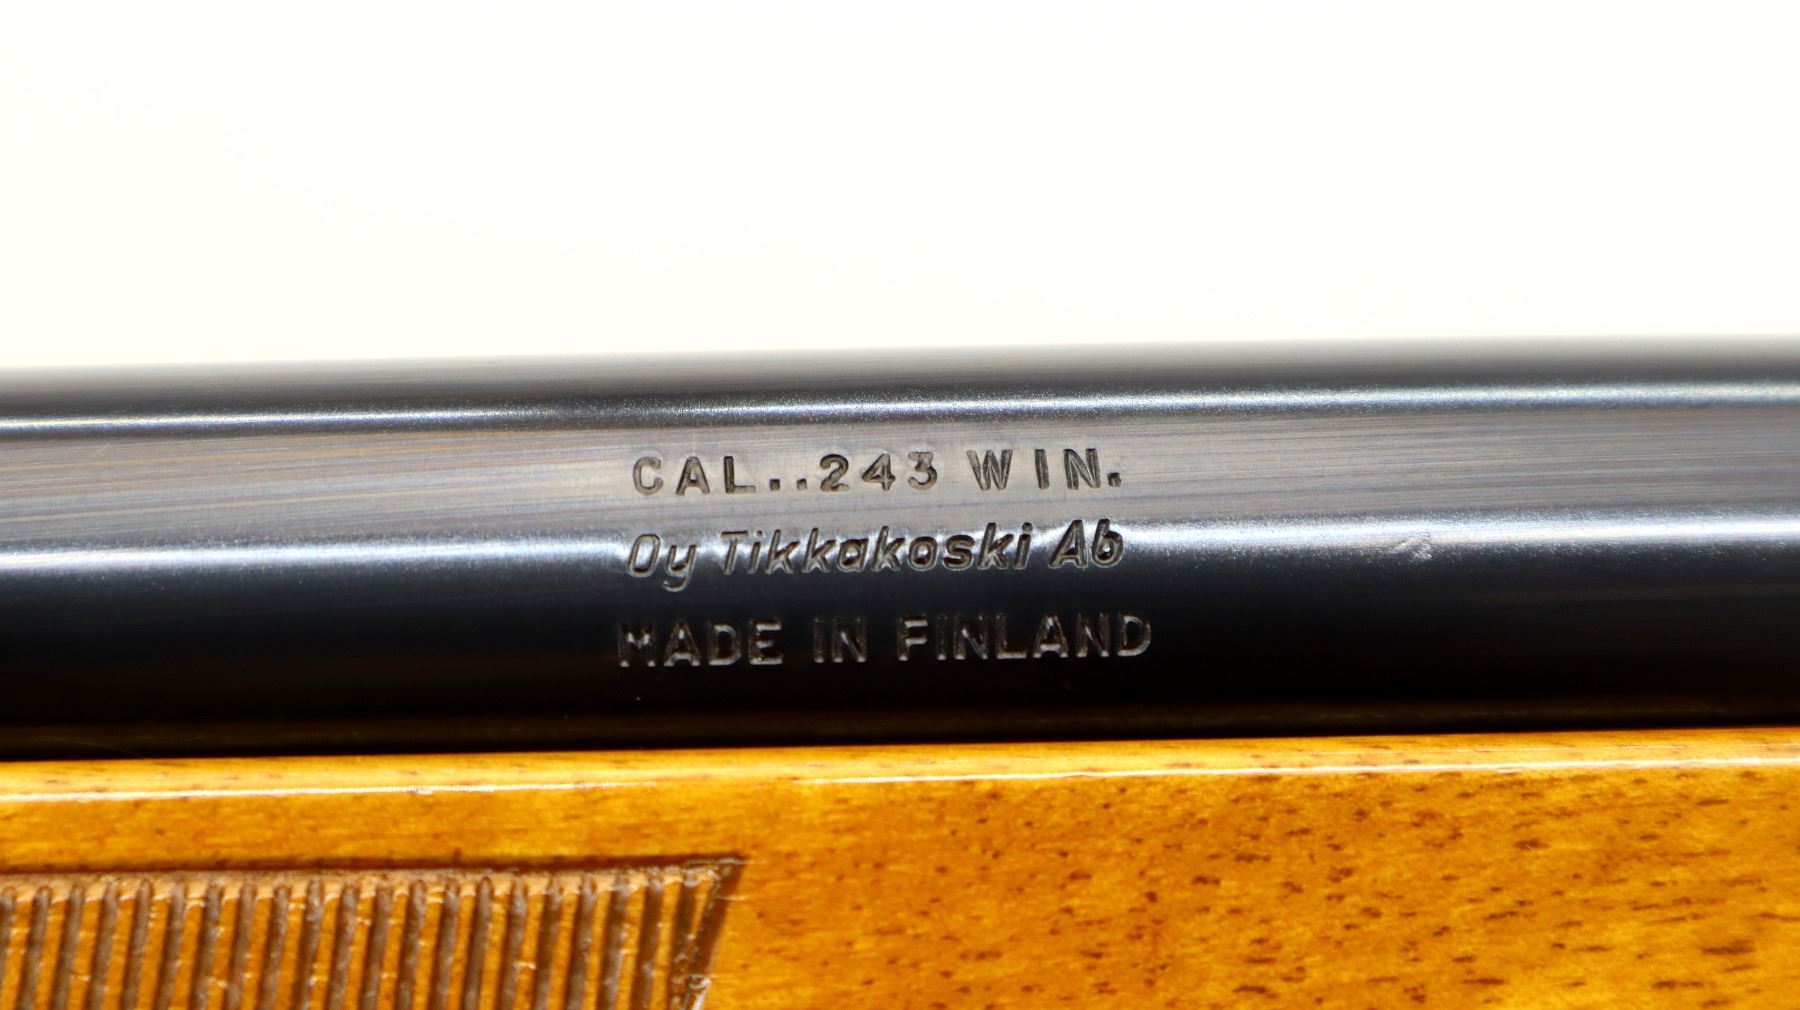 CAL..243 WIN.
Oy Tikkakoski Ab
MADE IN FINLAND